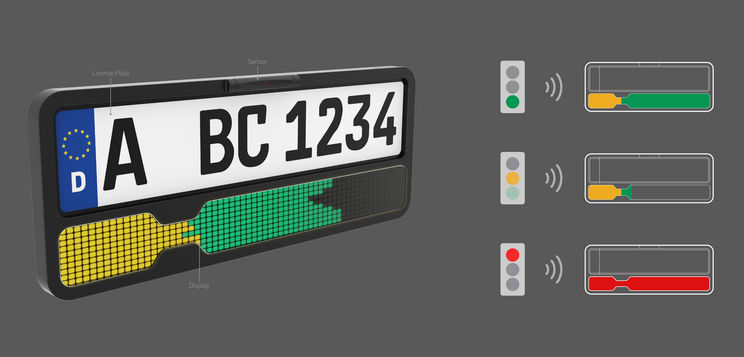 Sensor
License Plate
D
A BC 1234
Display